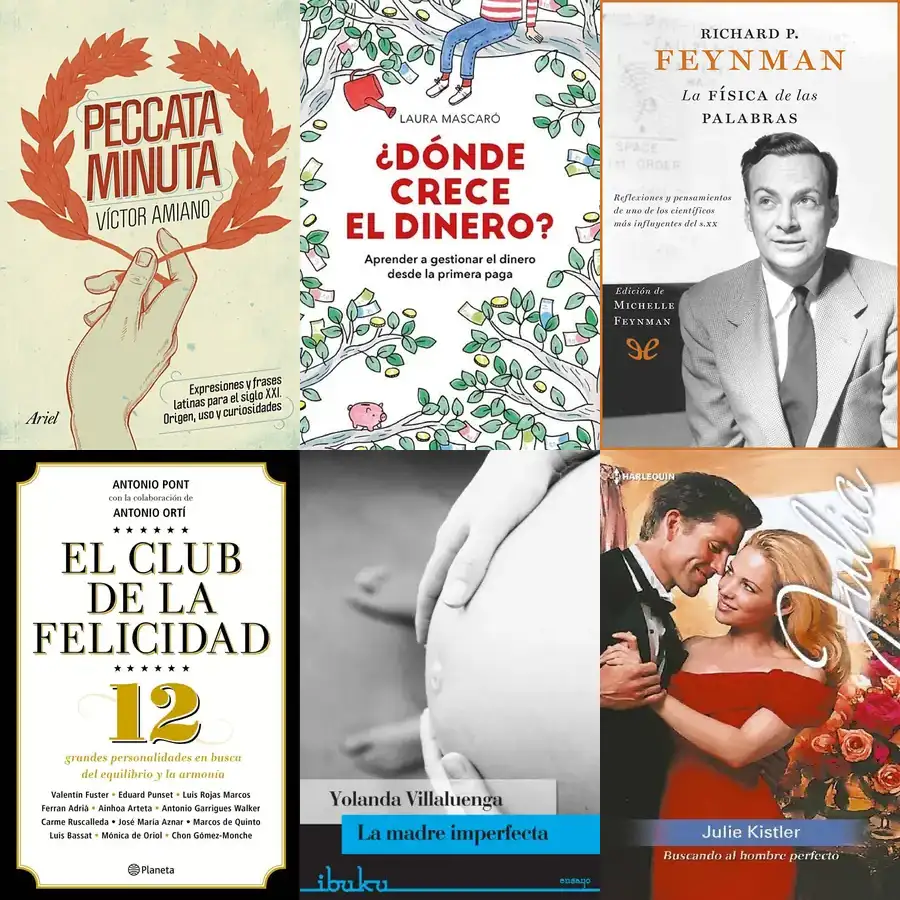 PECCATA
MINUTA
VÍCTOR AMIANO
Expresiones y frases
latinas para el siglo XXI.
Origen, uso y curiosidades
Ariel
LAURA MASCARÓ
¿DÓNDE
CRECE
EL DINERO?
Aprender a gestionar el dinero
desde la primera paga
RICHARD P.
FEYNMAN
La FÍSICA de las
PALABRAS
SPACE
Reflexiones y pensamientos
de uno de los científicos
más influyentes del s.XX
Edición de
MICHELLE
FEYNMAN
ANTONIO PONT
con la colaboración de
ANTONIO ORTÍ
EL CLUB
DE LA
FELICIDAD
12
grandes personalidades en busca
del equilibrio y la armonía
Valentín Fuster • Eduard Punset • Luis Rojas Marcos
Ferran Adrià • Ainhoa Arteta • Antonio Garrigues Walker
Carme Ruscalleda • José María Aznar • Marcos de Quinto
Luis Bassat • Mónica de Oriol • Chon Gómez-Monche
Planeta
Yolanda Villaluenga
La madre imperfecta
ibuku
ensayo
HARLEQUIN
Julia
Julie Kistler
Buscando al hombre perfecto